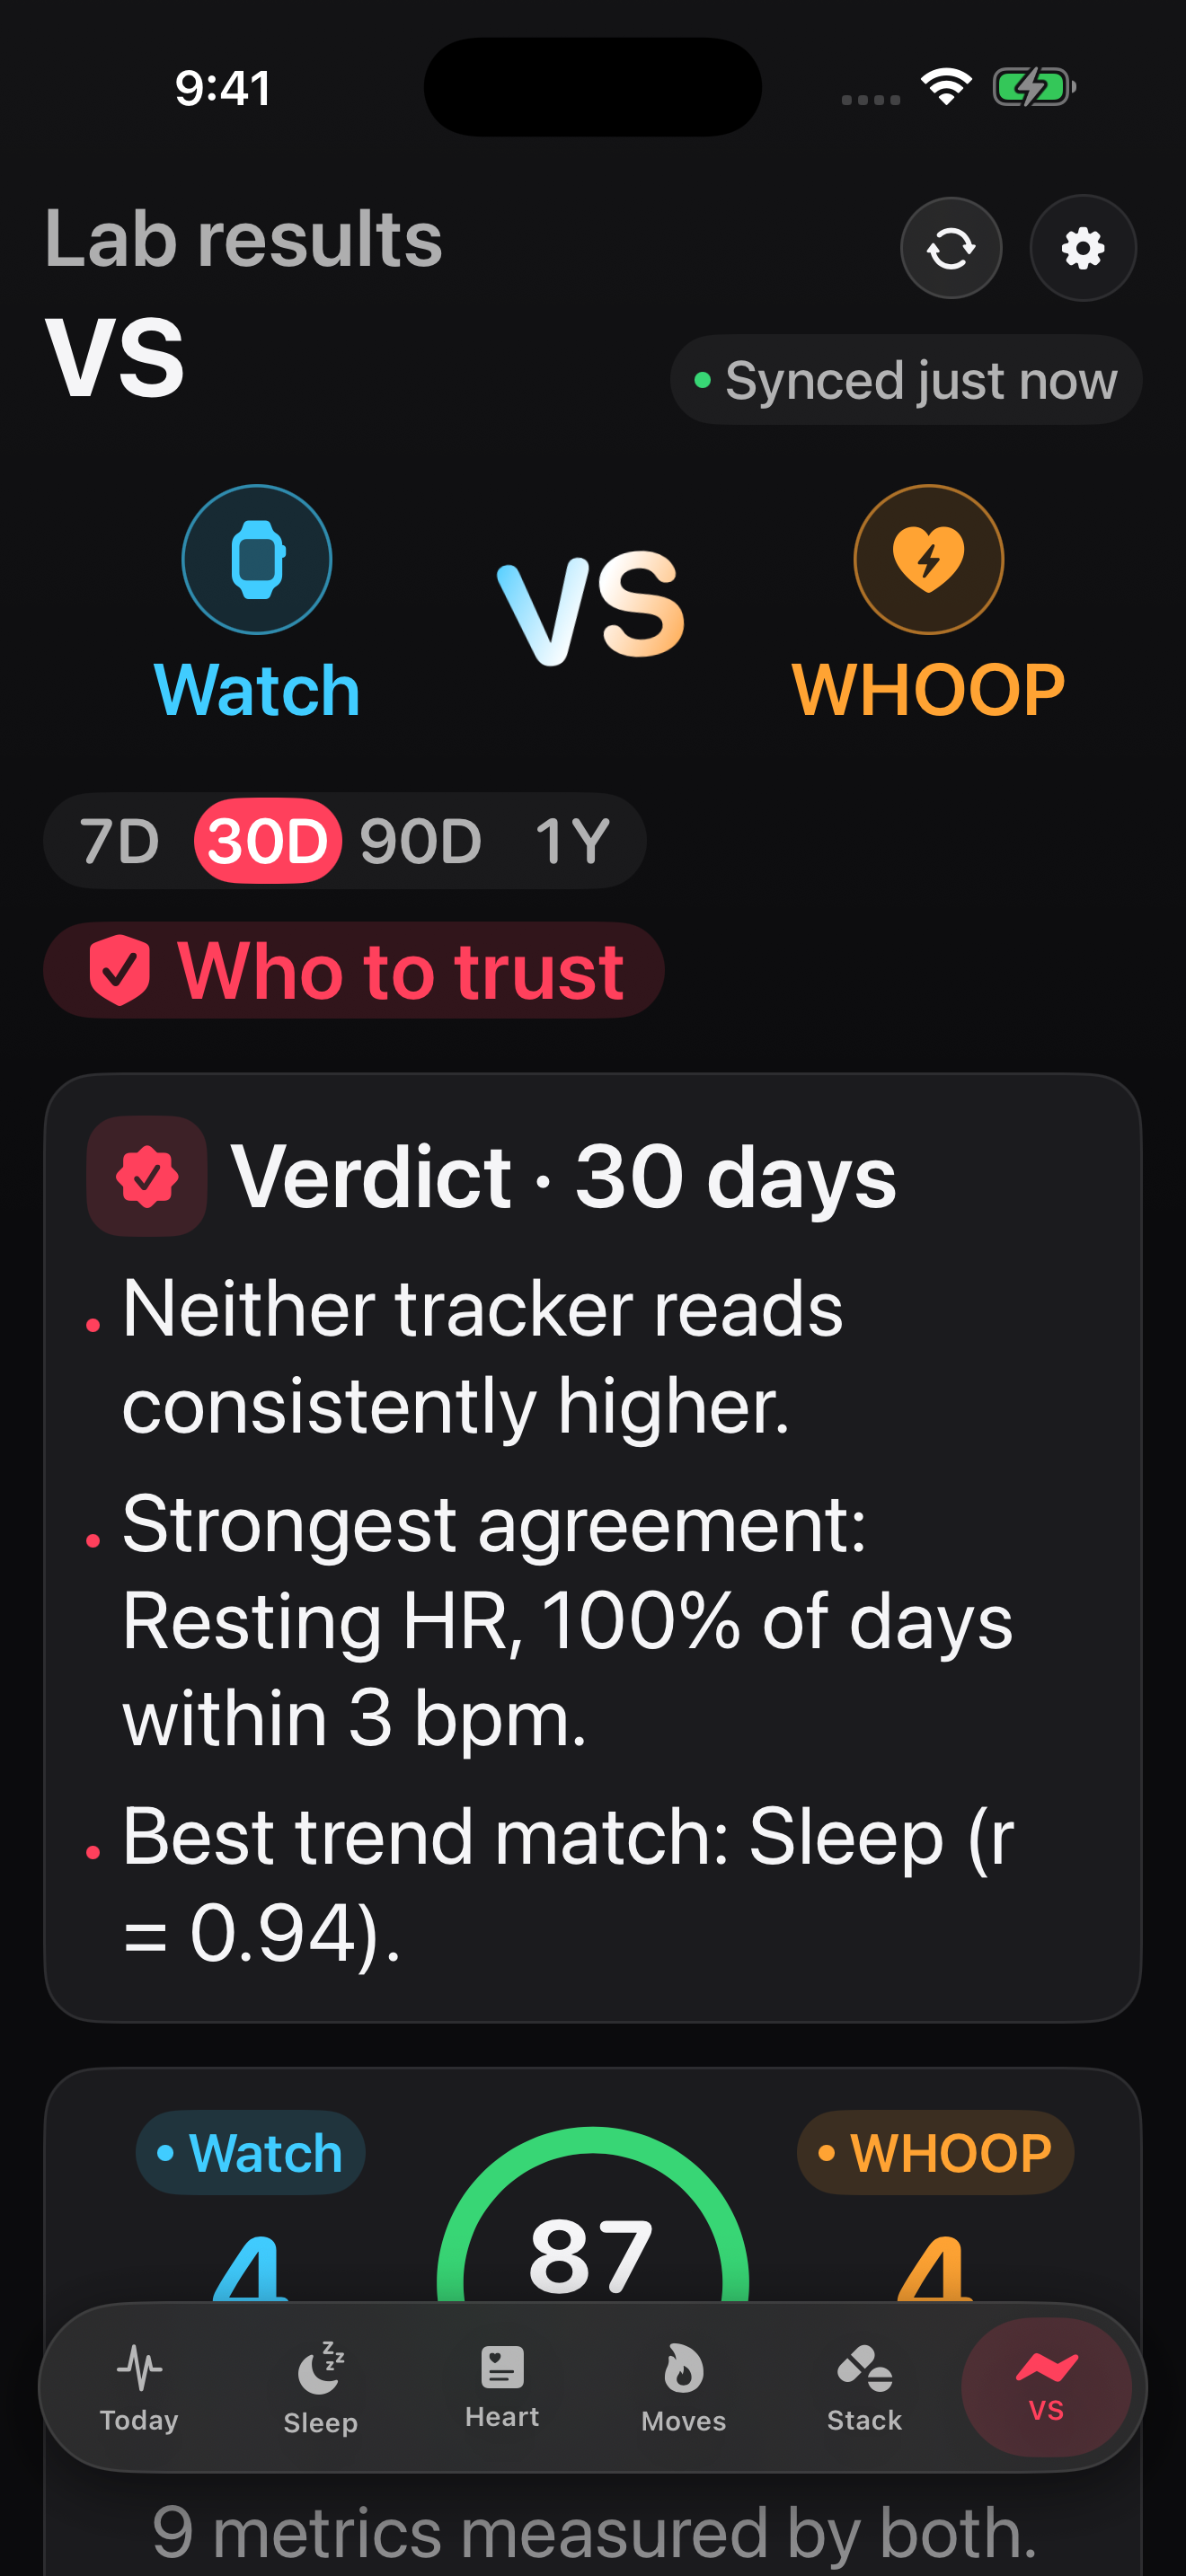 9:41
Lab results
VS
Synced just now
VS
Watch
WHOOP
7D 30D 90D 1Y
Who to trust
Verdict · 30 days
Neither tracker reads
consistently higher.
Strongest agreement:
Resting HR, 100% of days
within 3 bpm.
Best trend match: Sleep (r
= 0.94).
Watch
WHOOP
4
87
4
Today
Sleep
Heart
Moves
Stack
VS
9 metrics measured by both.